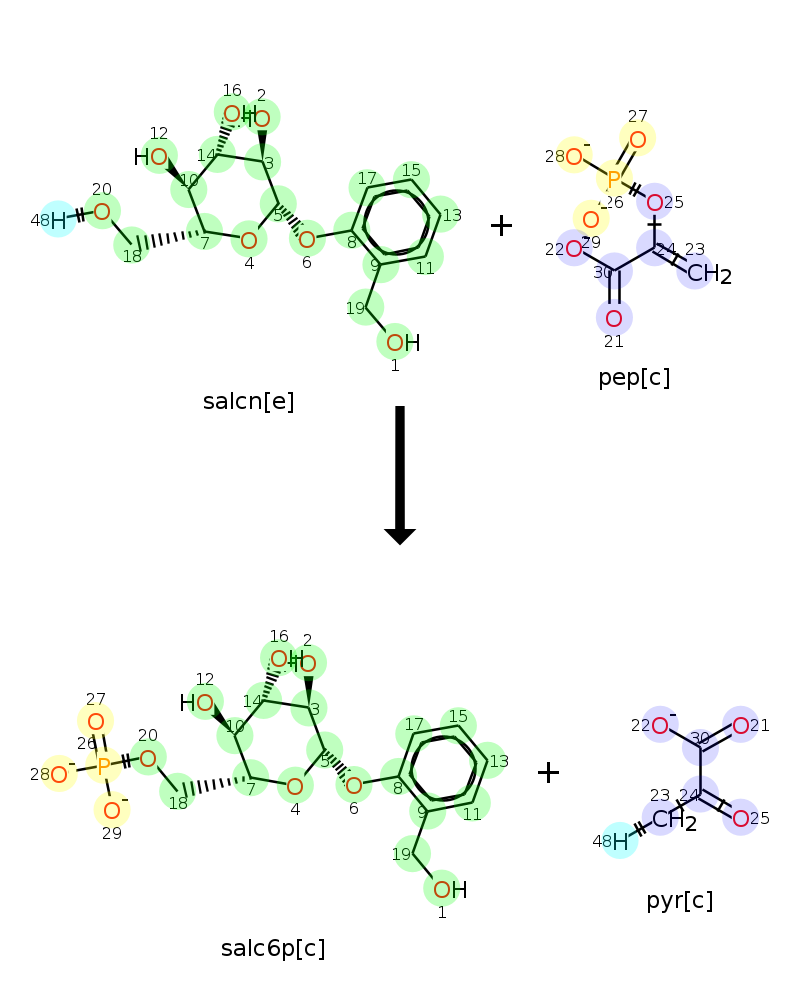 16
2
OH
O
H
27
12
HO
14
3
17
15
28
O
-
O
P
26
O
25
20
10
5
13
48
H
O
18
7
O
4
O
6
8
9
11
+
O
-
22
O
29
24
23
CH2
30
19
OH
1
O
21
salcn[e]
pep[c]
16
2
OH
O
H
12
HO
14
3
17
15
27
O
26
20
10
5
13
22
O
-
30
O
21
28
O
-
P
O
18
7
O
4
O
6
8
9
11
+
23
24
O
-
29
CH2
O
25
48
H
19
OH
1
pyr[c]
salc6p[c]